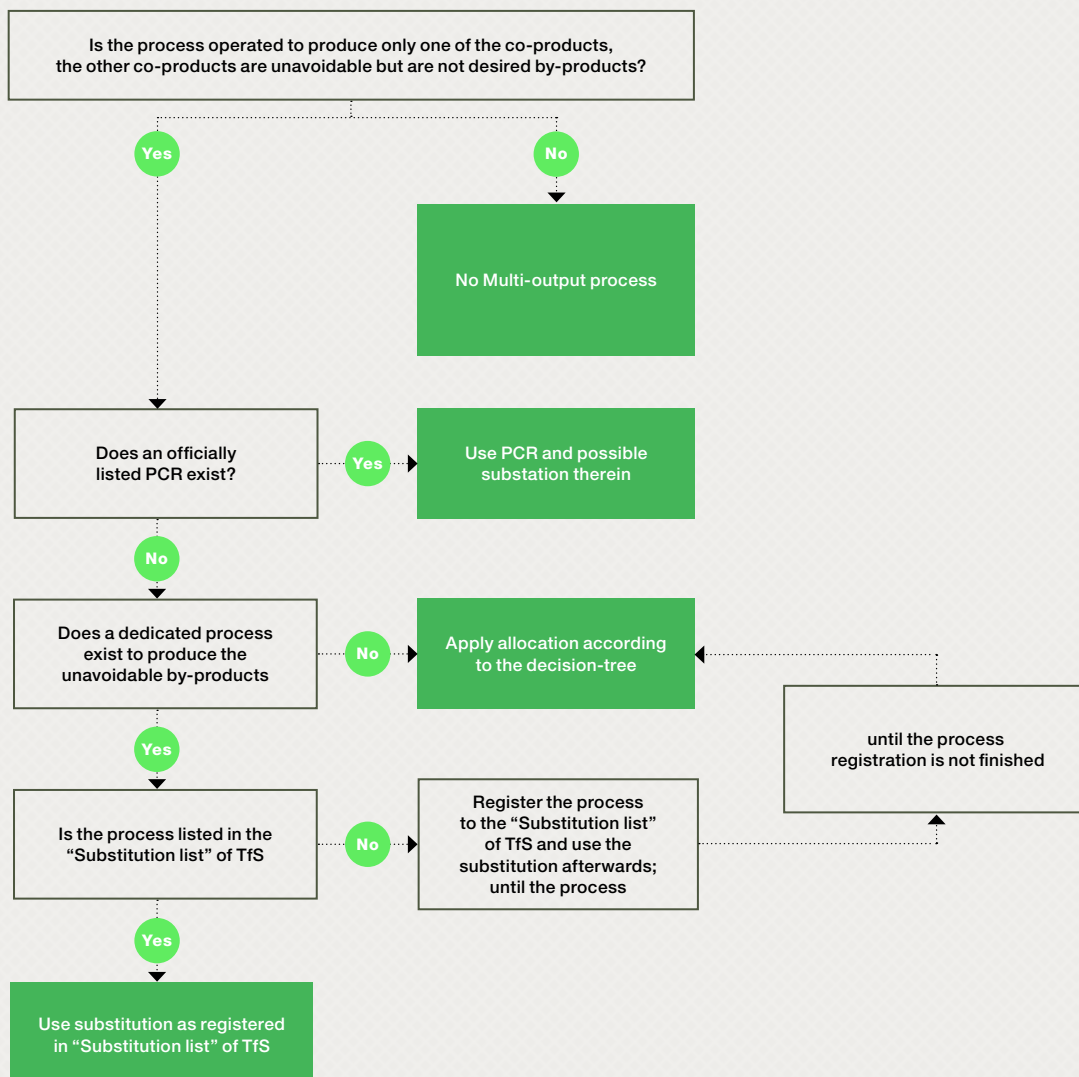 Is the process operated to produce only one of the co-products,
the other co-products are unavoidable but are not desired by-products?
Yes
No
No Multi-output process
Does an officially
listed PCR exist?
Yes
Use PCR and possible
substation therein
No
Does a dedicated process
exist to produce the
unavoidable by-products
No
Apply allocation according
to the decision-tree
until the process
registration is not finished
Yes
Is the process listed in the
“Substitution list” of TfS
No
Register the process
to the “Substitution list”
of TfS and use the
substitution afterwards;
until the process
Yes
Use substitution as registered
in “Substitution list” of TfS